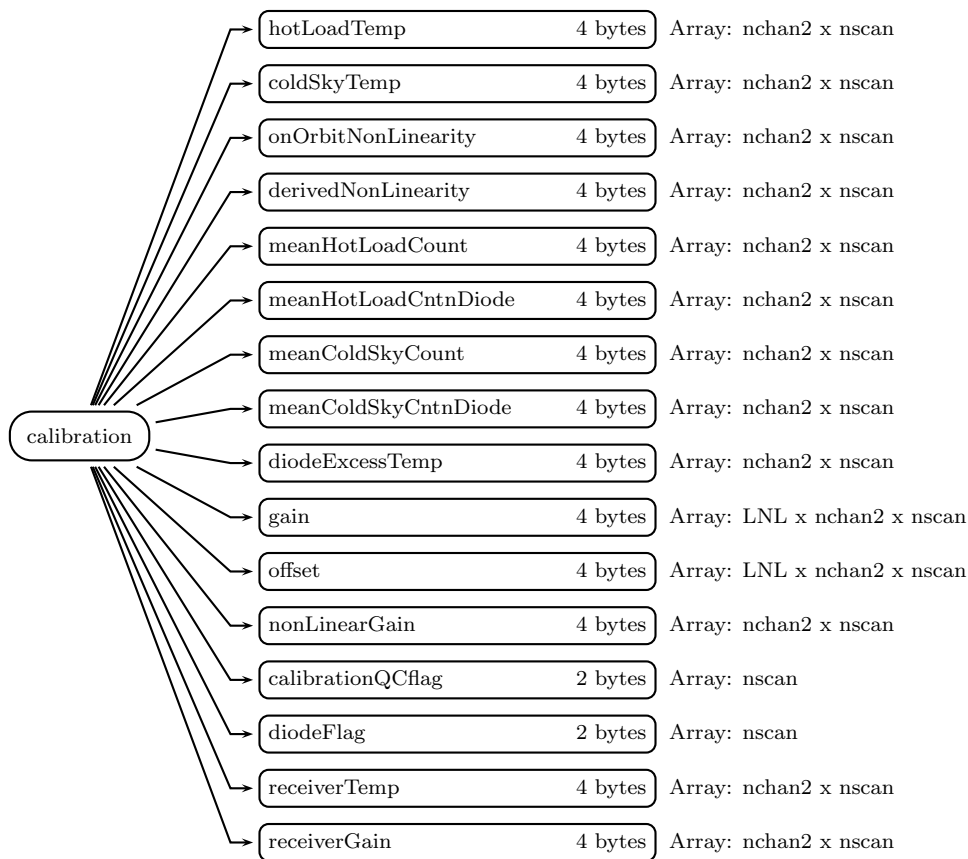 hotLoadTemp 4 bytes Array: nchan2 x nscan
coldSkyTemp 4 bytes Array: nchan2 x nscan
onOrbitNonLinearity 4 bytes Array: nchan2 x nscan
derivedNonLinearity 4 bytes Array: nchan2 x nscan
meanHotLoadCount 4 bytes Array: nchan2 x nscan
meanHotLoadCntnDiode 4 bytes Array: nchan2 x nscan
meanColdSkyCount 4 bytes Array: nchan2 x nscan
meanColdSkyCntnDiode 4 bytes Array: nchan2 x nscan
calibration
diodeExcessTemp 4 bytes Array: nchan2 x nscan
gain 4 bytes Array: LNL x nchan2 x nscan
offset 4 bytes Array: LNL x nchan2 x nscan
nonLinearGain 4 bytes Array: nchan2 x nscan
calibrationQCflag 2 bytes Array: nscan
diodeFlag 2 bytes Array: nscan
receiverTemp 4 bytes Array: nchan2 x nscan
receiverGain 4 bytes Array: nchan2 x nscan